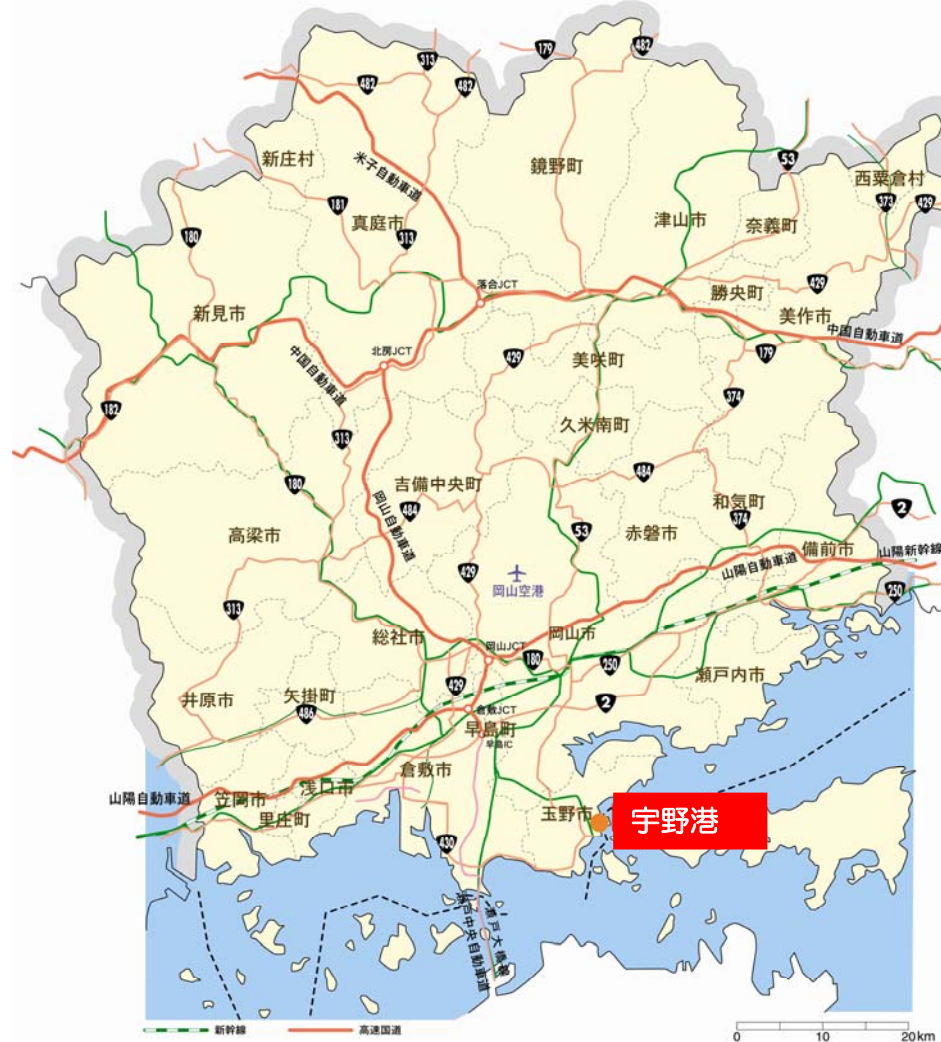 313
179
482
482
482
53
新庄村
米子自動車道
鏡野町
西粟倉村
181
真庭市
津山市
奈義町
373
429
180
313
落合JCT
429
勝央町
新見市
美作市
中国自動車道
北房JCT
中国自動車道
429
美咲町
179
182
374
313
久米南町
吉備中央町
484
180
484
和気町
高梁市
岡山自動車道
53
赤磐市
374
2
備前市
山陽新幹線
429
山陽自動車道
岡山空港
250
313
総社市
岡山市
岡山JCT
180
250
瀬戸内市
429
井原市
矢掛町
486
2
倉敷JCT
早島町
早島IC
倉敷市
山陽自動車道
笠岡市
浅口市
里庄町
玉野市
宇野港
430
瀬戸中央自動車道
瀬戸大橋線
新幹線
高速国道
0 10 20km